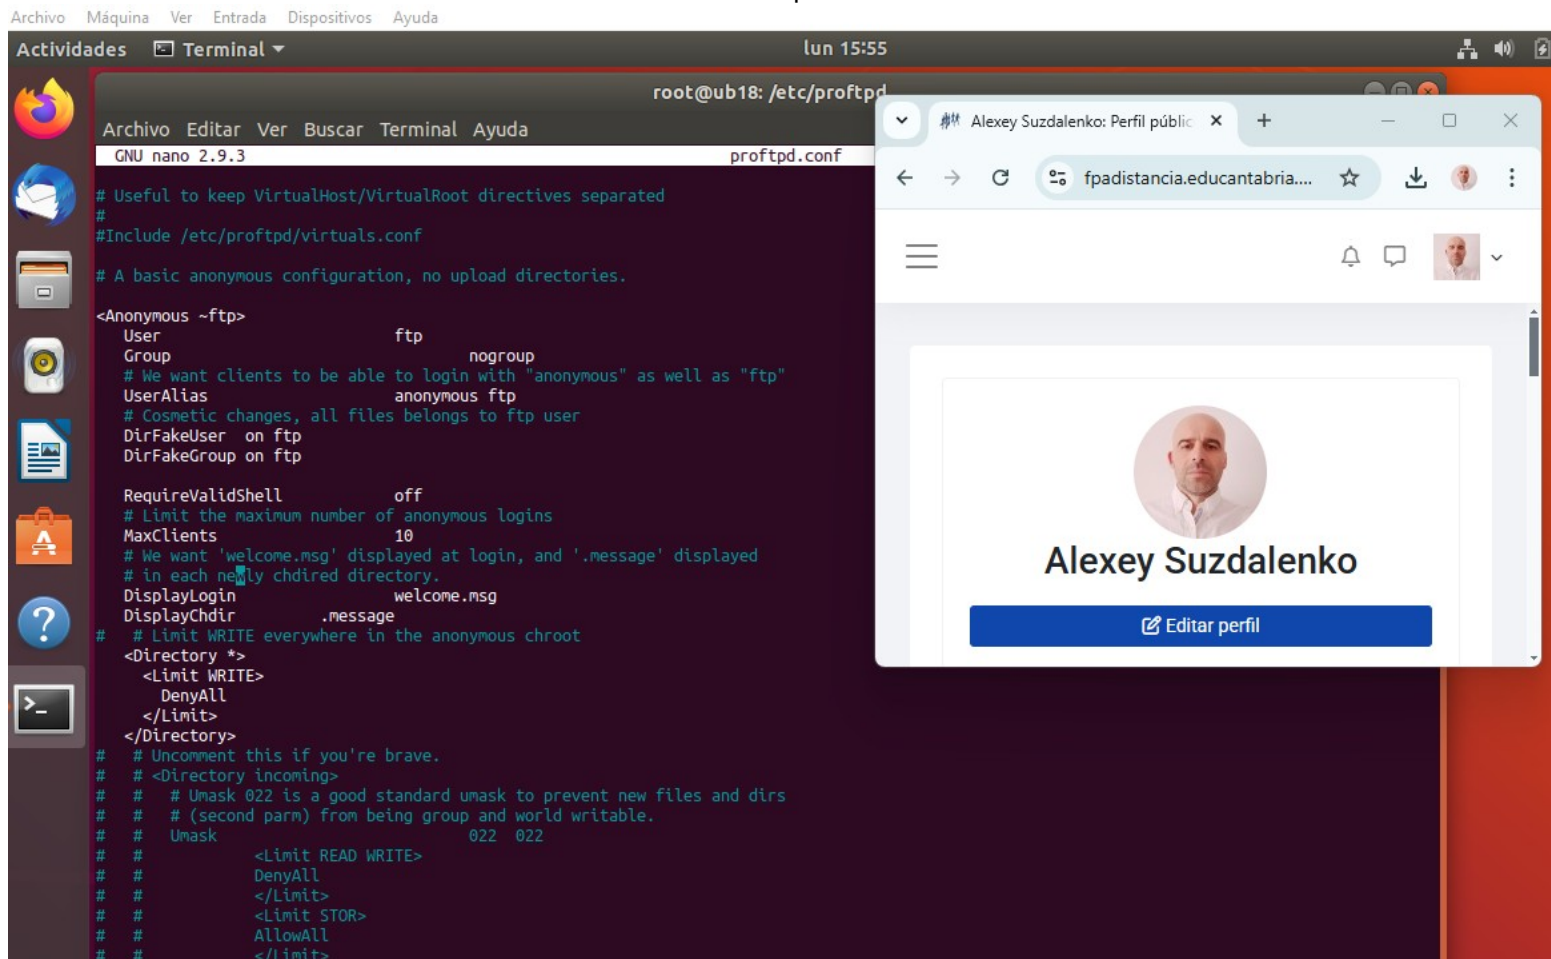 Archivo Máquina Ver Entrada Dispositivos Ayuda
Actividades Terminal lun 15:55
root@ub18: /etc/proftpd
Archivo Editar Ver Buscar Terminal Ayuda
GNU nano 2.9.3 proftpd.conf
# Useful to keep VirtualHost/VirtualRoot directives separated
#
#Include /etc/proftpd/virtuals.conf
# A basic anonymous configuration, no upload directories.
<Anonymous ~ftp>
User ftp
Group nogroup
# We want clients to be able to login with "anonymous" as well as "ftp"
UserAlias anonymous ftp
# Cosmetic changes, all files belongs to ftp user
DirFakeUser on ftp
DirFakeGroup on ftp
RequireValidShell off
# Limit the maximum number of anonymous logins
MaxClients 10
# We want 'welcome.msg' displayed at login, and '.message' displayed
# in each newly chdired directory.
DisplayLogin welcome.msg
DisplayChdir .message
# # Limit WRITE everywhere in the anonymous chroot
<Directory *>
<Limit WRITE>
DenyAll
</Limit>
</Directory>
# # Uncomment this if you're brave.
# # <Directory incoming>
# # # Umask 022 is a good standard umask to prevent new files and dirs
# # # (second parm) from being group and world writable.
# # Umask 022 022
# # <Limit READ WRITE>
# # DenyAll
# # </Limit>
# # <Limit STOR>
# # AllowAll
# # </Limit>
Alexey Suzdalenko: Perfil públic
fpadistancia.educantabria....
Alexey Suzdalenko
Editar perfil